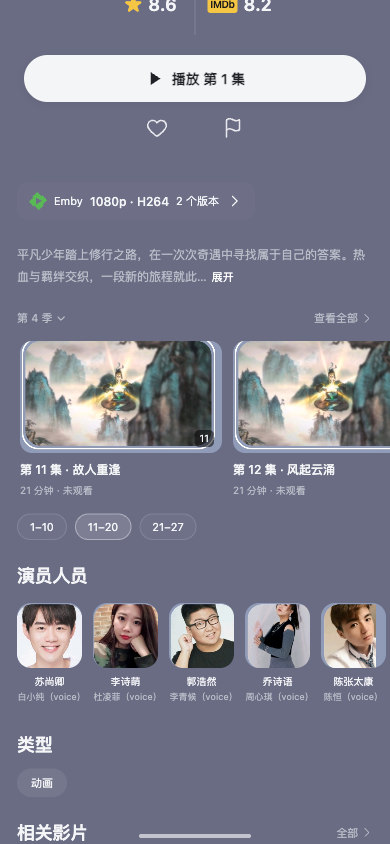 8.6
IMDb 8.2
播放 第 1 集
Emby 1080p · H264 2 个版本
平凡少年踏上修行之路，在一次次奇遇中寻找属于自己的答案。热
血与羁绊交织，一段新的旅程就此... 展开
第 4 季
查看全部
11
第 11 集 · 故人重逢
第 12 集 · 风起云涌
21 分钟 · 未观看
21 分钟 · 未观看
1–10
11–20
21–27
演员人员
苏尚卿
李诗萌
郭浩然
乔诗语
陈张太康
白小纯（voice）
杜凌菲（voice）
李青候（voice）
周心琪（voice）
陈恒（voice）
类型
动画
相关影片
全部